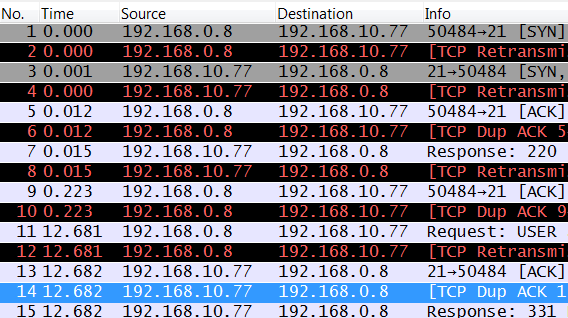 No. Time Source Destination Info
1 0.000 192.168.0.8 192.168.10.77 50484→21 [SYN]
2 0.000 192.168.0.8 192.168.10.77 [TCP Retransmi
3 0.001 192.168.10.77 192.168.0.8 21→50484 [SYN,
4 0.000 192.168.10.77 192.168.0.8 [TCP Retransmi
5 0.012 192.168.0.8 192.168.10.77 50484→21 [ACK]
6 0.012 192.168.0.8 192.168.10.77 [TCP Dup ACK 5
7 0.015 192.168.10.77 192.168.0.8 Response: 220
8 0.015 192.168.10.77 192.168.0.8 [TCP Retransmi
9 0.223 192.168.0.8 192.168.10.77 50484→21 [ACK]
10 0.223 192.168.0.8 192.168.10.77 [TCP Dup ACK 9
11 12.681 192.168.0.8 192.168.10.77 Request: USER
12 12.681 192.168.0.8 192.168.10.77 [TCP Retransmi
13 12.682 192.168.10.77 192.168.0.8 21→50484 [ACK]
14 12.682 192.168.10.77 192.168.0.8 [TCP Dup ACK 1
15 12.682 192.168.10.77 192.168.0.8 Response: 331